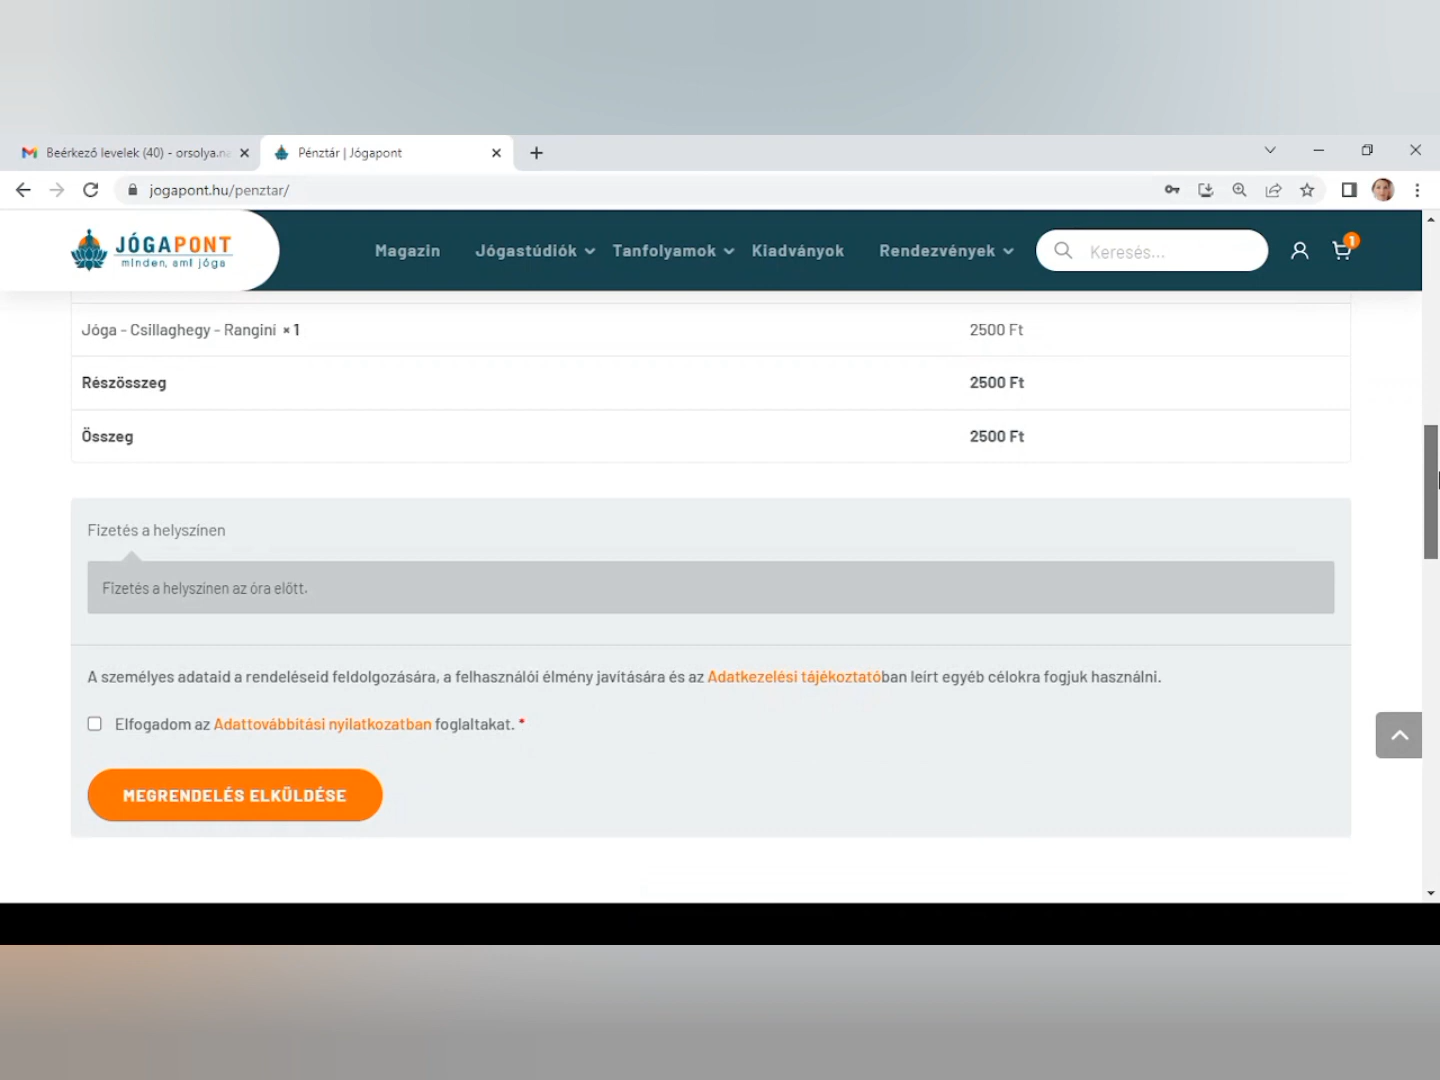 Beérkező levelek (40) - orsolya.na
Pénztár | Jógapont
jogapont.hu/penztar/
JÓGAPONT
minden, ami jóga
Magazin
Jógastúdiók
Tanfolyamok
Kiadványok
Rendezvények
Keresés...
1
Jóga - Csillaghegy - Rangini × 1
2500 Ft
Részösszeg
2500 Ft
Összeg
2500 Ft
Fizetés a helyszínen
Fizetés a helyszínen az óra előtt.
A személyes adataid a rendeléseid feldolgozására, a felhasználói élmény javítására és az Adatkezelési tájékoztatóban leírt egyéb célokra fogjuk használni.
Elfogadom az Adattovábbítási nyilatkozatban foglaltakat. *
MEGRENDELÉS ELKÜLDÉSE